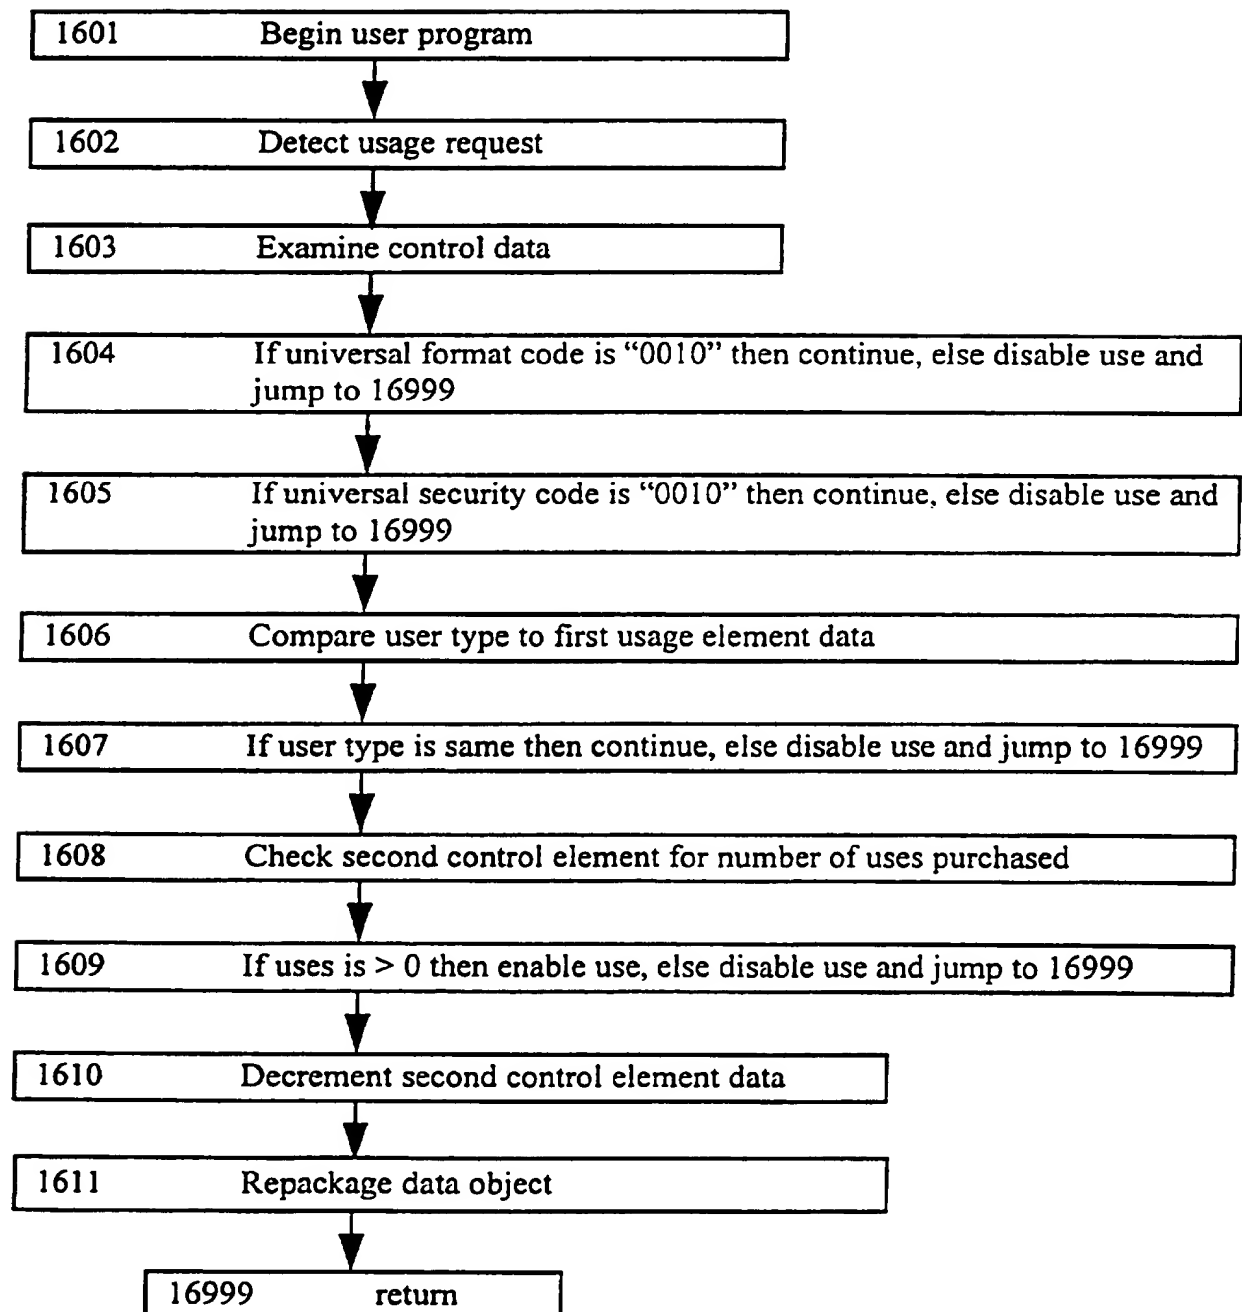 1601 Begin user program
1602 Detect usage request
1603 Examine control data
1604 If universal format code is “0010” then continue, else disable use and
jump to 16999
1605 If universal security code is “0010” then continue, else disable use and
jump to 16999
1606 Compare user type to first usage element data
1607 If user type is same then continue, else disable use and jump to 16999
1608 Check second control element for number of uses purchased
1609 If uses is > 0 then enable use, else disable use and jump to 16999
1610 Decrement second control element data
1611 Repackage data object
16999 return